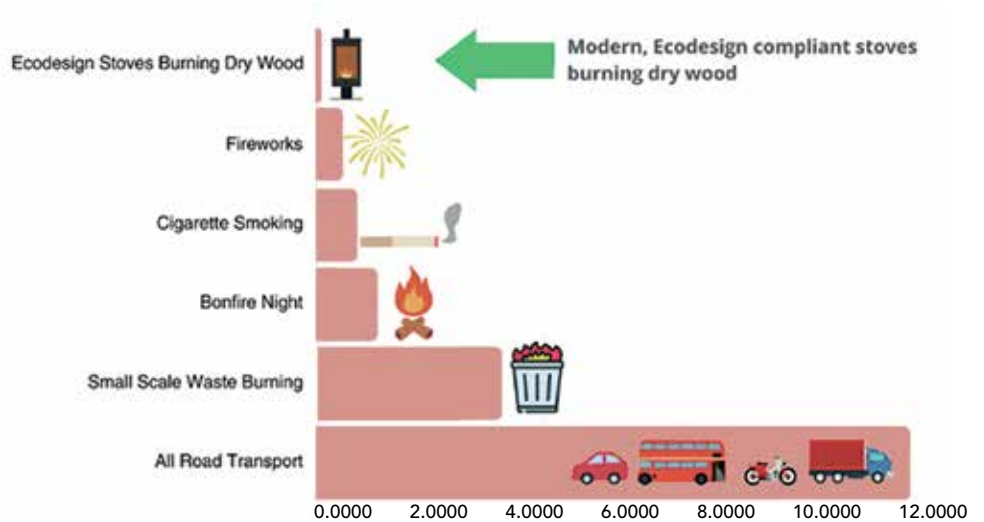 Ecodesign Stoves Burning Dry Wood
Modern, Ecodesign compliant stoves
burning dry wood
Fireworks
Cigarette Smoking
Bonfire Night
Small Scale Waste Burning
All Road Transport
0.0000 2.0000 4.0000 6.0000 8.0000 10.0000 12.0000